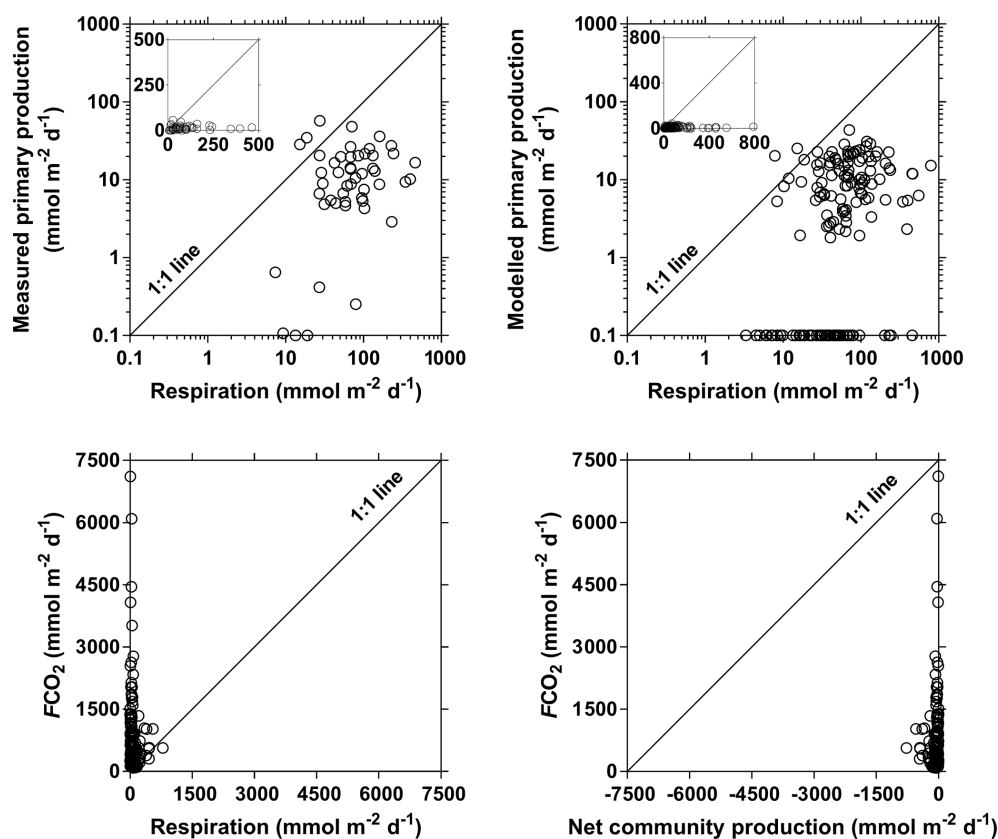 Measured primary production
(mmol m⁻² d⁻¹)
1000
100
10
1
0.1
500
250
0
0 250 500
1:1 line
0.1 1 10 100 1000
Respiration (mmol m⁻² d⁻¹)
Modelled primary production
(mmol m⁻² d⁻¹)
1000
100
10
1
0.1
800
400
0
0 400 800
1:1 line
0.1 1 10 100 1000
Respiration (mmol m⁻² d⁻¹)
FCO₂ (mmol m⁻² d⁻¹)
7500
6000
4500
3000
1500
0
1:1 line
0 1500 3000 4500 6000 7500
Respiration (mmol m⁻² d⁻¹)
FCO₂ (mmol m⁻² d⁻¹)
7500
6000
4500
3000
1500
0
1:1 line
-7500 -6000 -4500 -3000 -1500 0
Net community production (mmol m⁻² d⁻¹)